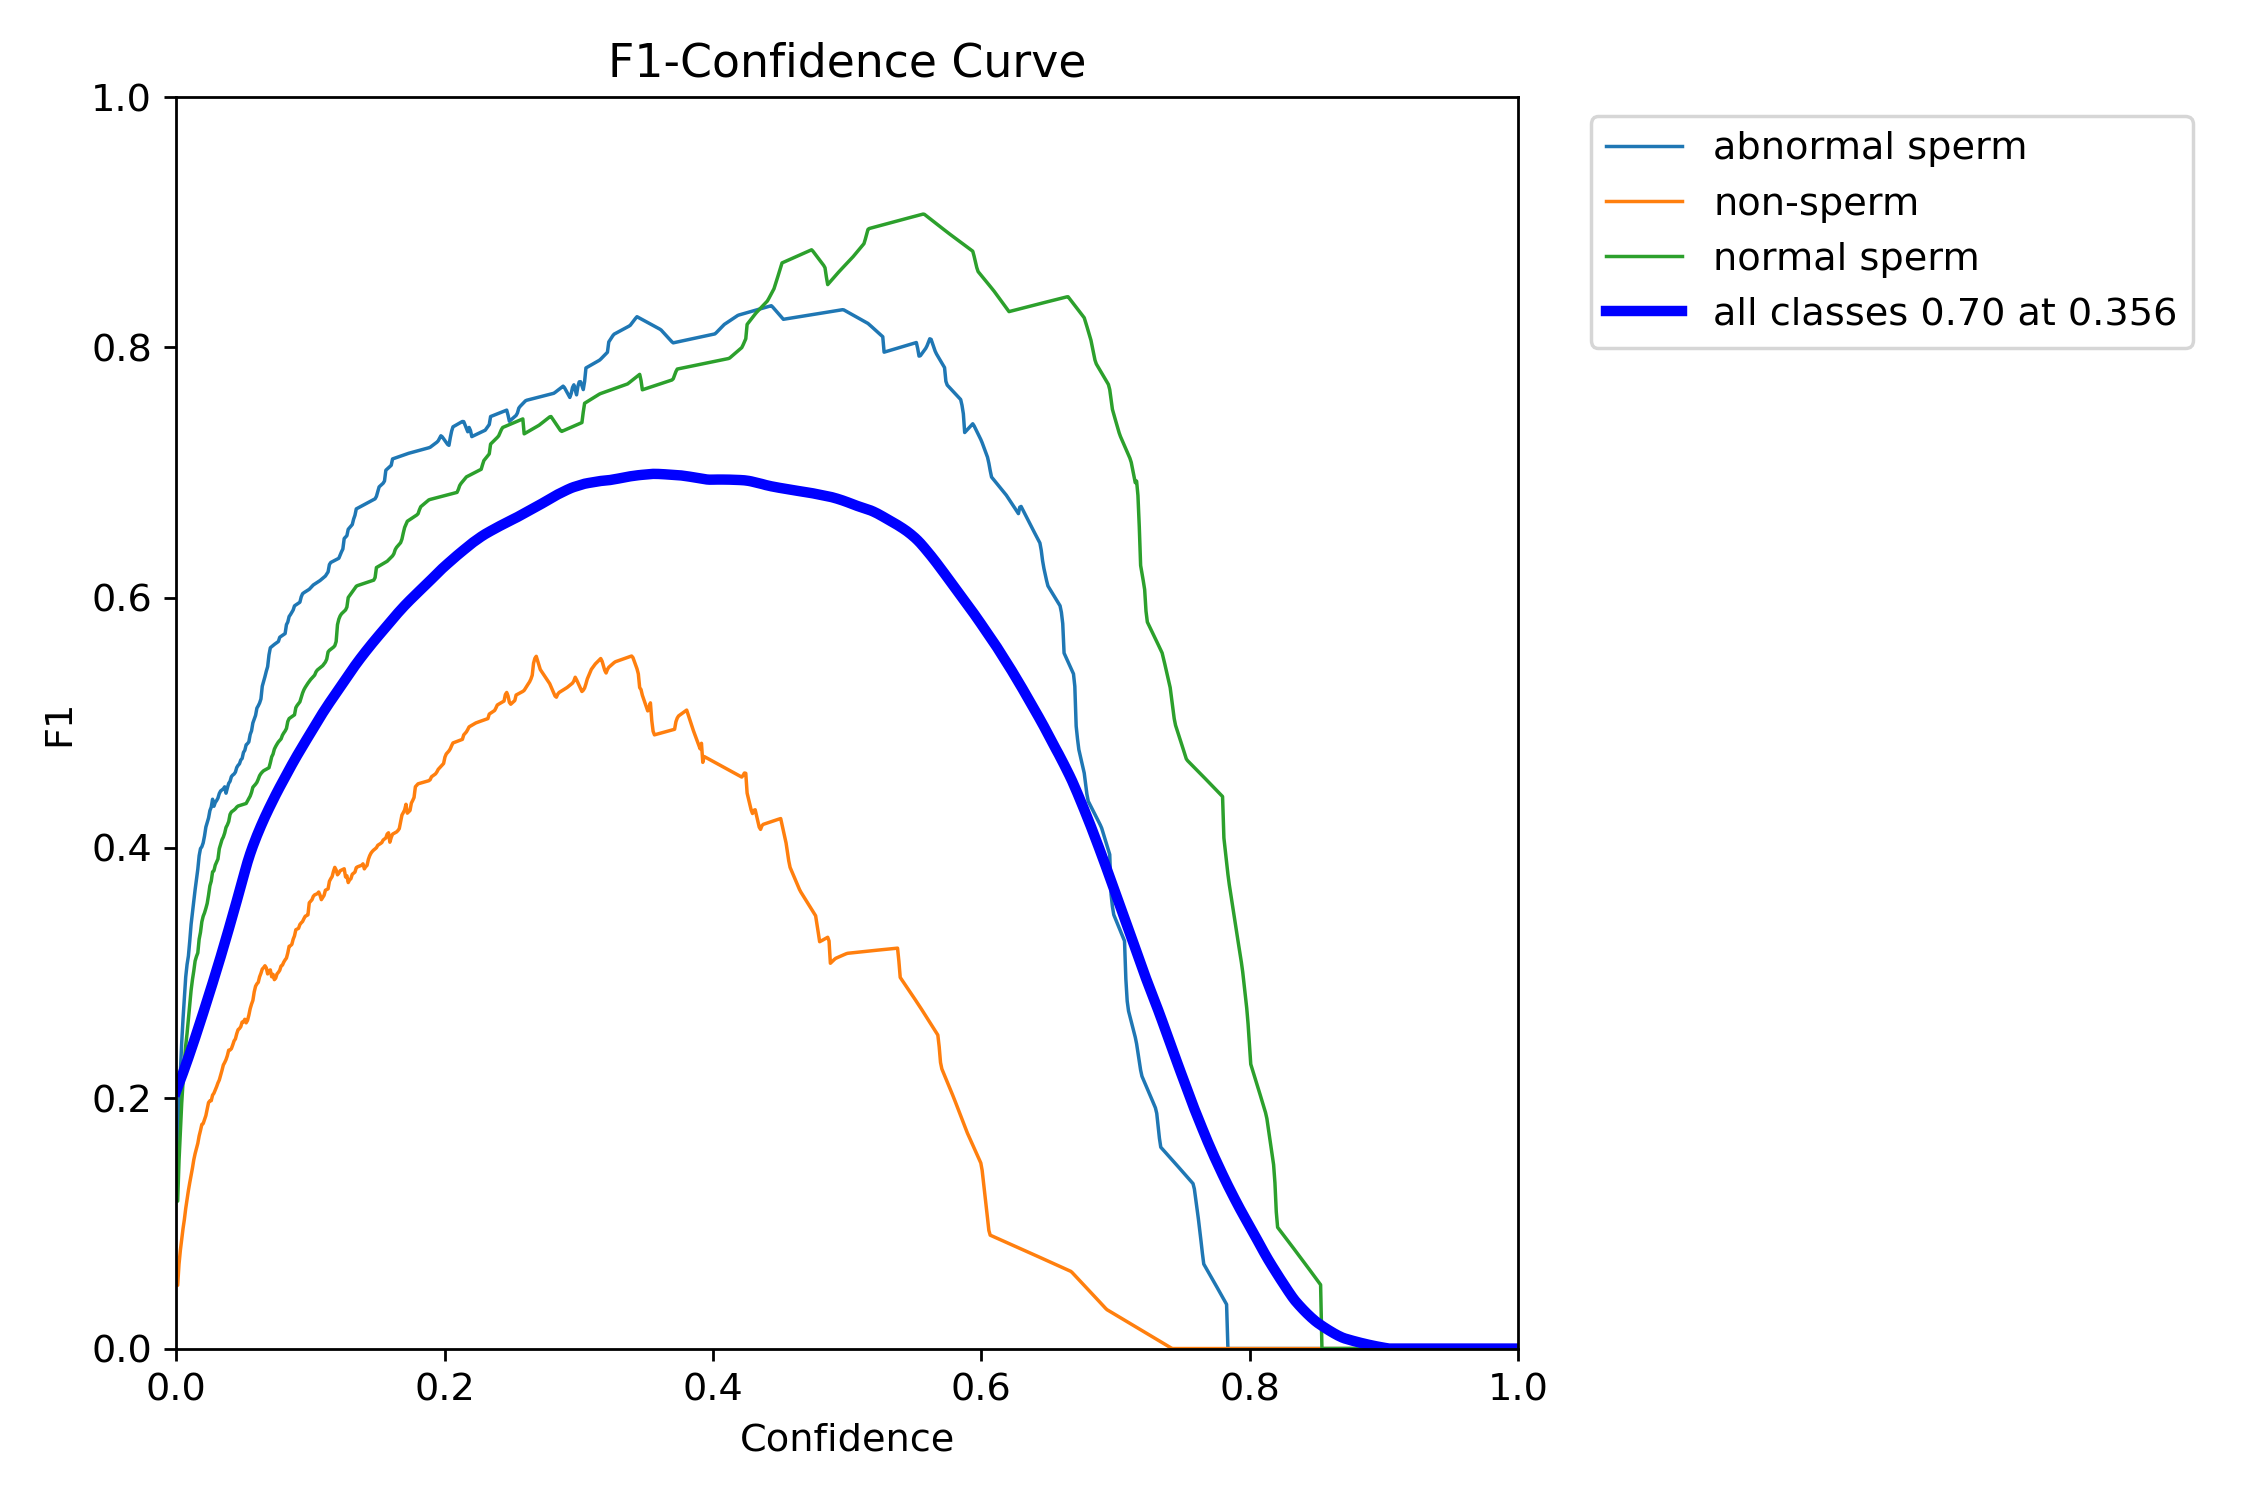 F1-Confidence Curve
1.0
0.8
0.6
0.4
0.2
0.0
F1
0.0 0.2 0.4 0.6 0.8 1.0
Confidence
abnormal sperm
non-sperm
normal sperm
all classes 0.70 at 0.356